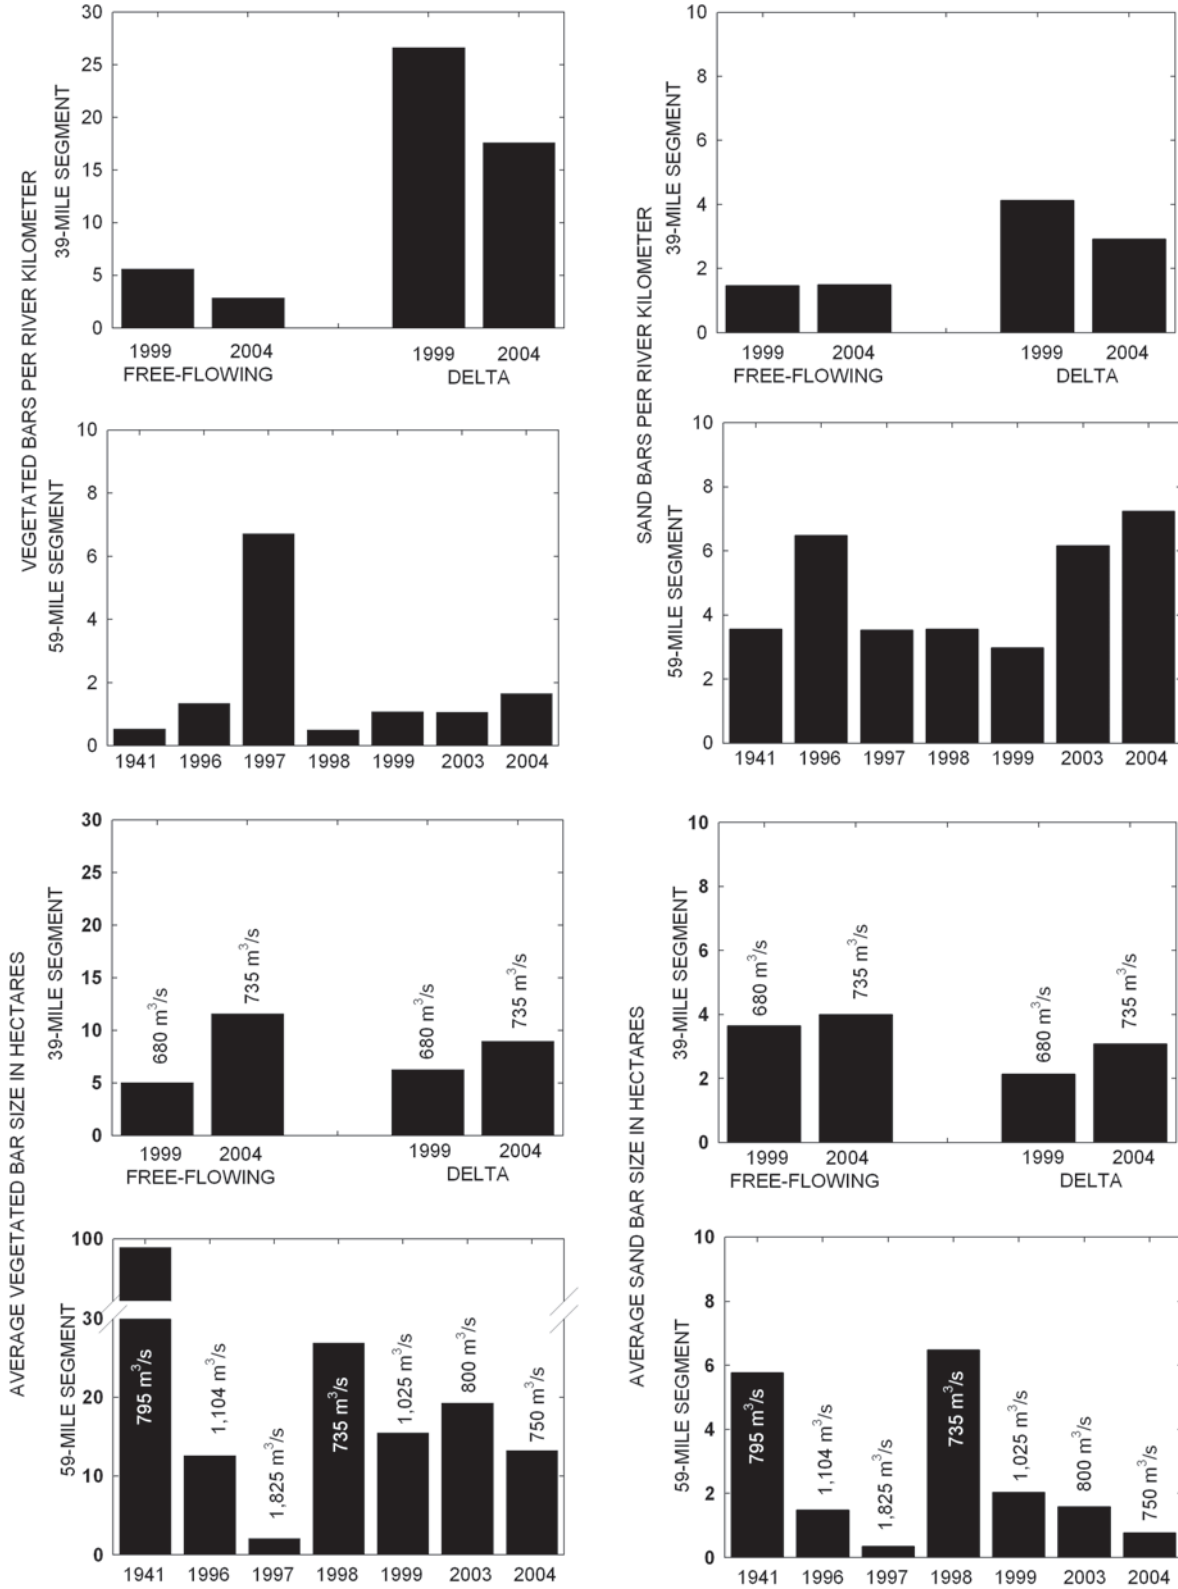 VEGETATED BARS PER RIVER KILOMETER
39-MILE SEGMENT
30
25
20
15
10
5
0
1999 2004 1999 2004
FREE-FLOWING DELTA
59-MILE SEGMENT
10
8
6
4
2
0
1941 1996 1997 1998 1999 2003 2004
SAND BARS PER RIVER KILOMETER
39-MILE SEGMENT
10
8
6
4
2
0
1999 2004 1999 2004
FREE-FLOWING DELTA
59-MILE SEGMENT
10
8
6
4
2
0
1941 1996 1997 1998 1999 2003 2004
AVERAGE VEGETATED BAR SIZE IN HECTARES
39-MILE SEGMENT
30
25
20
15
10
5
0
680 m³/s 735 m³/s 680 m³/s 735 m³/s
1999 2004 1999 2004
FREE-FLOWING DELTA
59-MILE SEGMENT
100
30
20
10
0
795 m³/s 1,104 m³/s 1,825 m³/s 735 m³/s 1,025 m³/s 800 m³/s 750 m³/s
1941 1996 1997 1998 1999 2003 2004
AVERAGE SAND BAR SIZE IN HECTARES
39-MILE SEGMENT
10
8
6
4
2
0
680 m³/s 735 m³/s 680 m³/s 735 m³/s
1999 2004 1999 2004
FREE-FLOWING DELTA
59-MILE SEGMENT
10
8
6
4
2
0
795 m³/s 1,104 m³/s 1,825 m³/s 735 m³/s 1,025 m³/s 800 m³/s 750 m³/s
1941 1996 1997 1998 1999 2003 2004